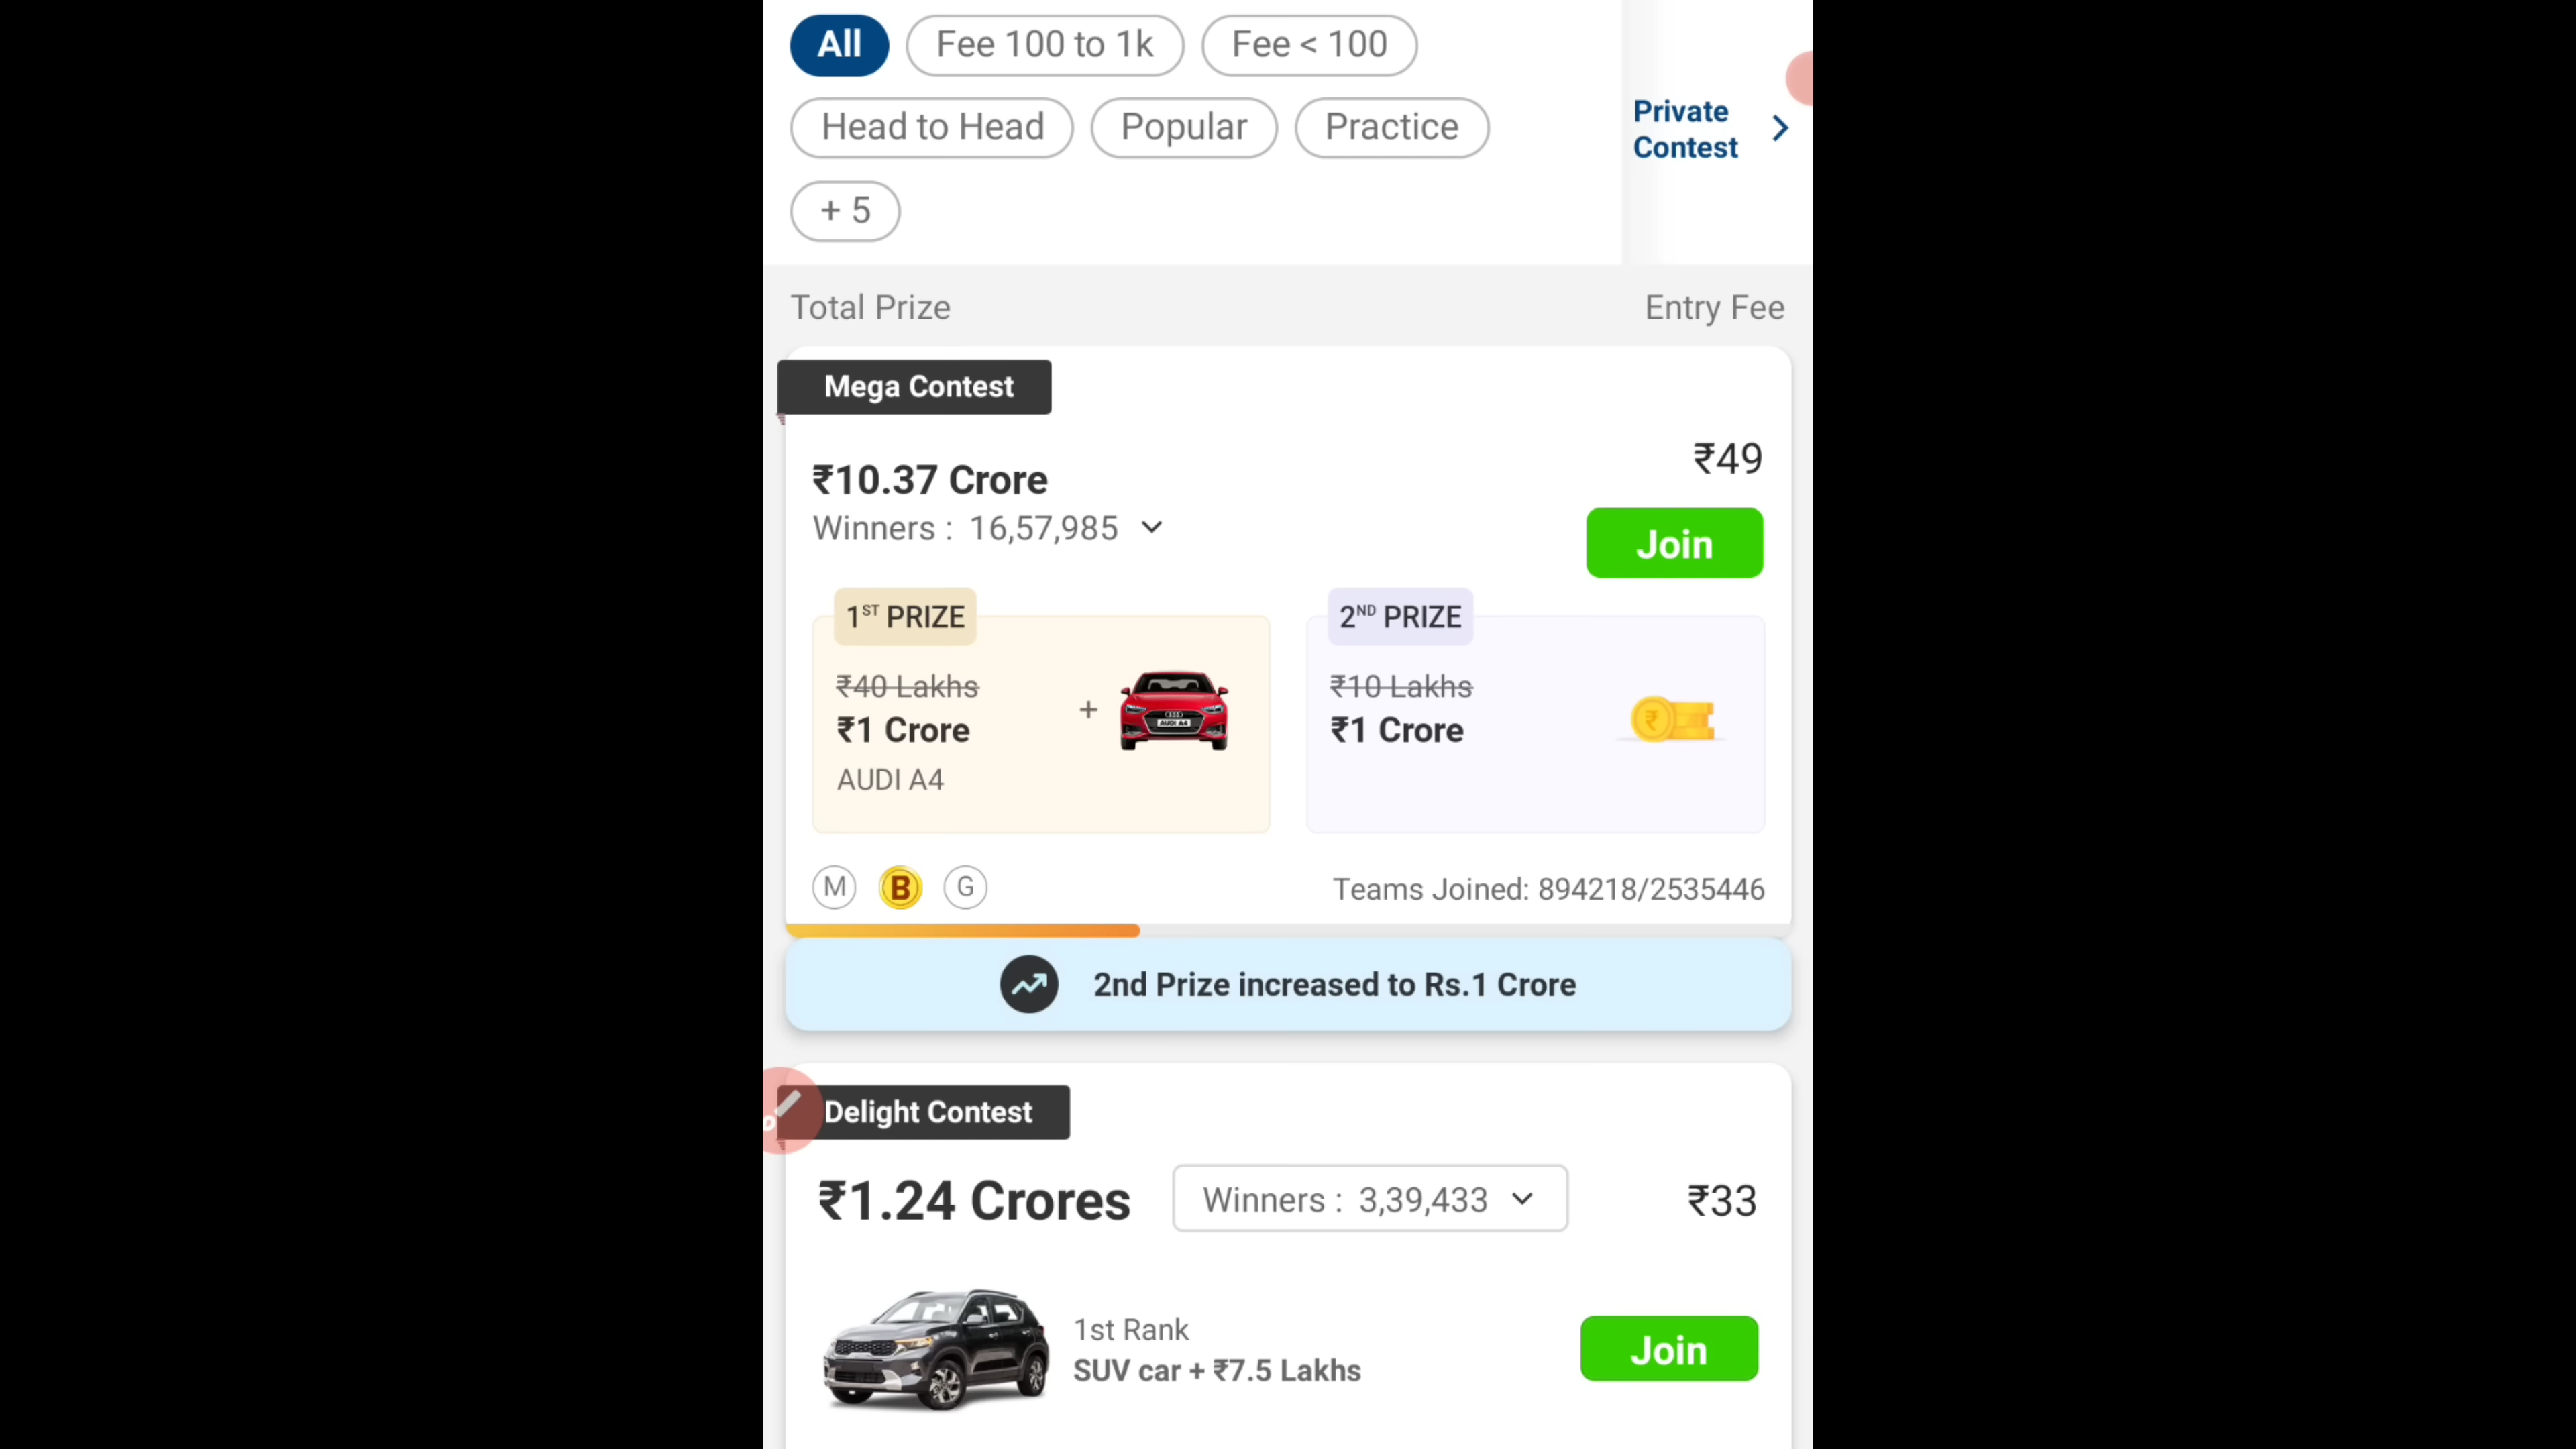 All
Fee 100 to 1k
Fee < 100
Head to Head
Popular
Practice
Private
Contest
+ 5
Total Prize
Entry Fee
Mega Contest
₹49
₹10.37 Crore
Winners : 16,57,985
Join
1ST PRIZE
2ND PRIZE
₹40 Lakhs
₹1 Crore
+
AUDI A4
AUDI A4
₹10 Lakhs
₹1 Crore
₹
M
B
G
Teams Joined: 894218/2535446
2nd Prize increased to Rs.1 Crore
Delight Contest
₹1.24 Crores
Winners : 3,39,433
₹33
1st Rank
SUV car + ₹7.5 Lakhs
Join